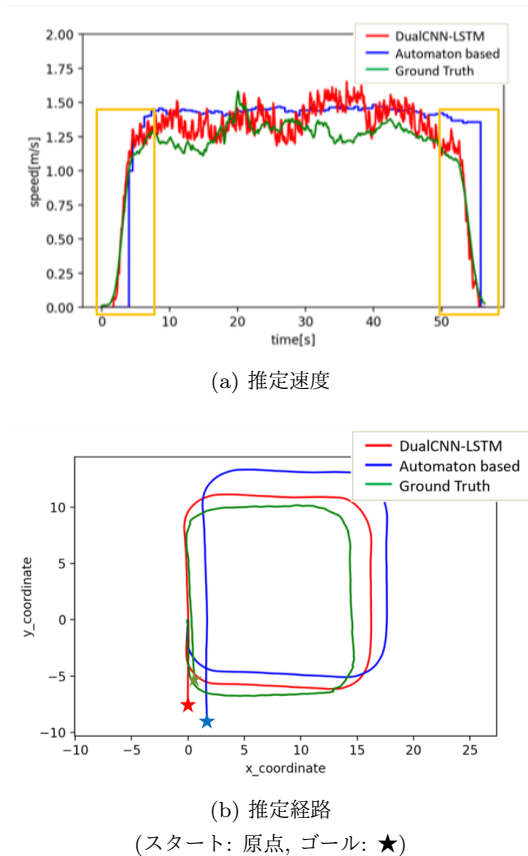 2.00
1.75
1.50
1.25
1.00
0.75
0.50
0.25
0.00
speed[m/s]
DualCNN-LSTM
Automaton based
Ground Truth
0 10 20 30 40 50
time[s]
(a) 推定速度
DualCNN-LSTM
Automaton based
Ground Truth
10
5
0
−5
−10
y_coordinate
−10 −5 0 5 10 15 20 25
x_coordinate
(b) 推定経路
(スタート: 原点, ゴール: ★)